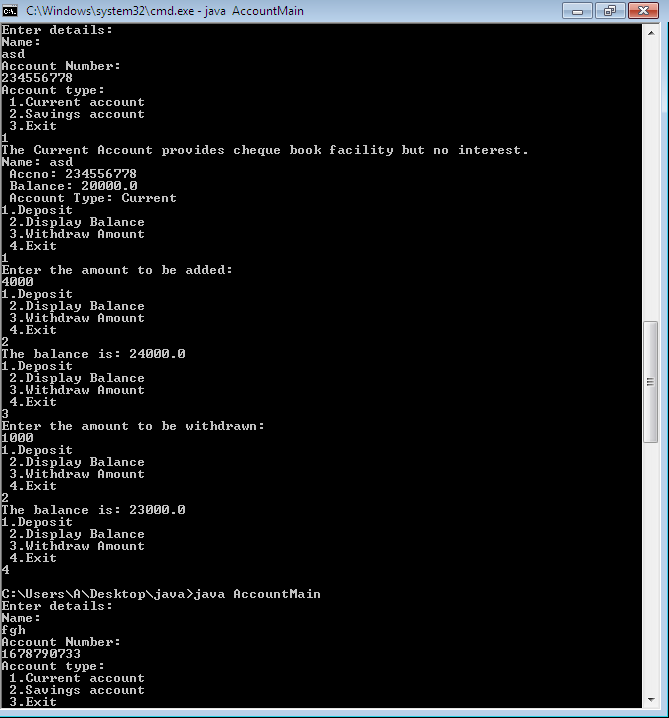 C:\Windows\system32\cmd.exe - java  AccountMain
Enter details:
Name:
asd
Account Number:
234556778
Account type:
 1.Current account
 2.Savings account
 3.Exit
1
The Current Account provides cheque book facility but no interest.
Name: asd
 Accno: 234556778
 Balance: 20000.0
 Account Type: Current
1.Deposit
 2.Display Balance
 3.Withdraw Amount
 4.Exit
1
Enter the amount to be added:
4000
1.Deposit
 2.Display Balance
 3.Withdraw Amount
 4.Exit
2
The balance is: 24000.0
1.Deposit
 2.Display Balance
 3.Withdraw Amount
 4.Exit
3
Enter the amount to be withdrawn:
1000
1.Deposit
 2.Display Balance
 3.Withdraw Amount
 4.Exit
2
The balance is: 23000.0
1.Deposit
 2.Display Balance
 3.Withdraw Amount
 4.Exit
4
C:\Users\A\Desktop\java>java AccountMain
Enter details:
Name:
fgh
Account Number:
1678790733
Account type:
 1.Current account
 2.Savings account
 3.Exit